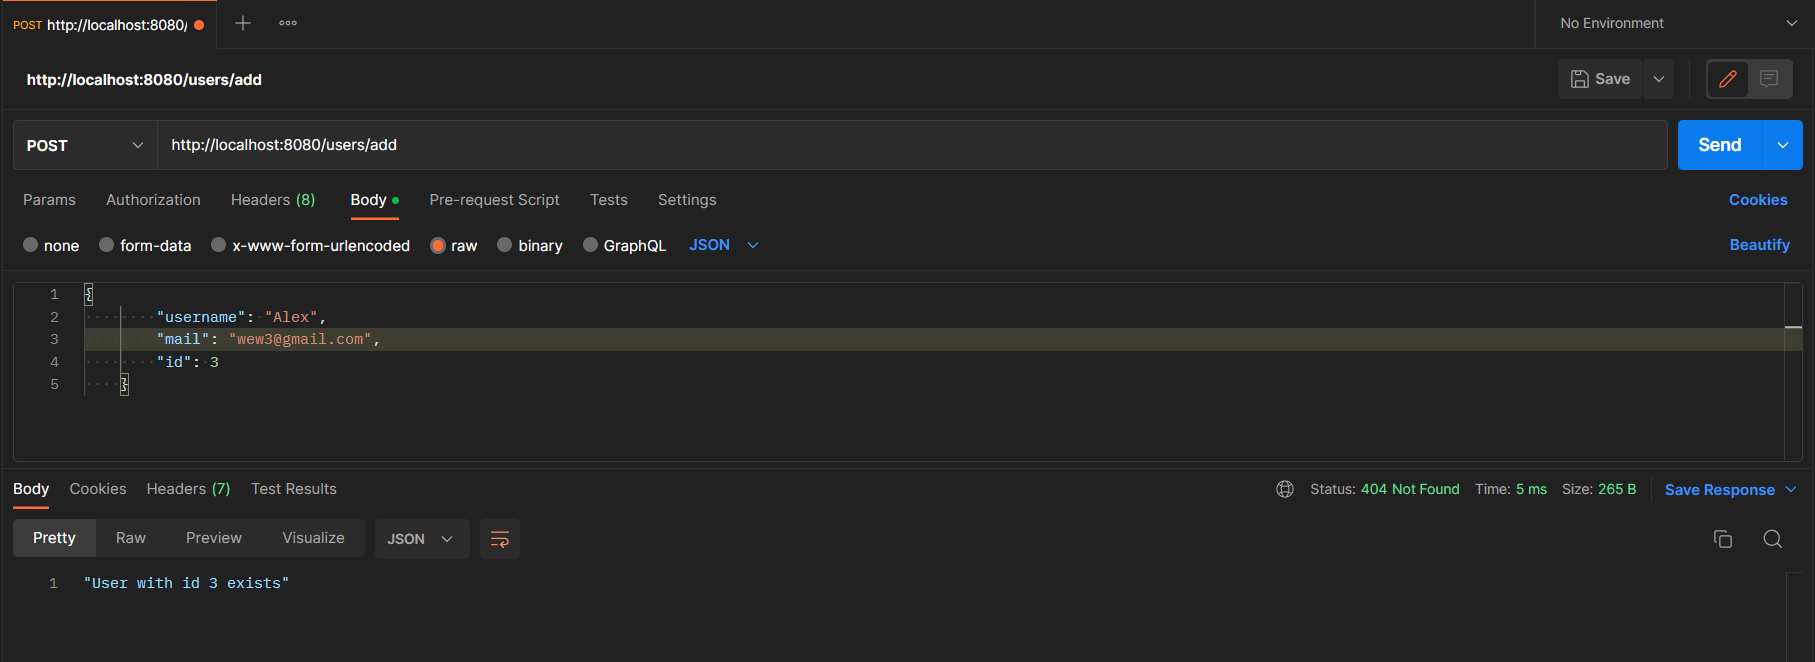 POST http://localhost:8080/
No Environment
http://localhost:8080/users/add
Save
POST http://localhost:8080/users/add Send
Params Authorization Headers (8) Body Pre-request Script Tests Settings Cookies
none form-data x-www-form-urlencoded raw binary GraphQL JSON Beautify
1 {
2 "username": "Alex",
3 "mail": "wew3@gmail.com",
4 "id": 3
5 }
Body Cookies Headers (7) Test Results Status: 404 Not Found Time: 5 ms Size: 265 B Save Response
Pretty Raw Preview Visualize JSON
1 "User with id 3 exists"